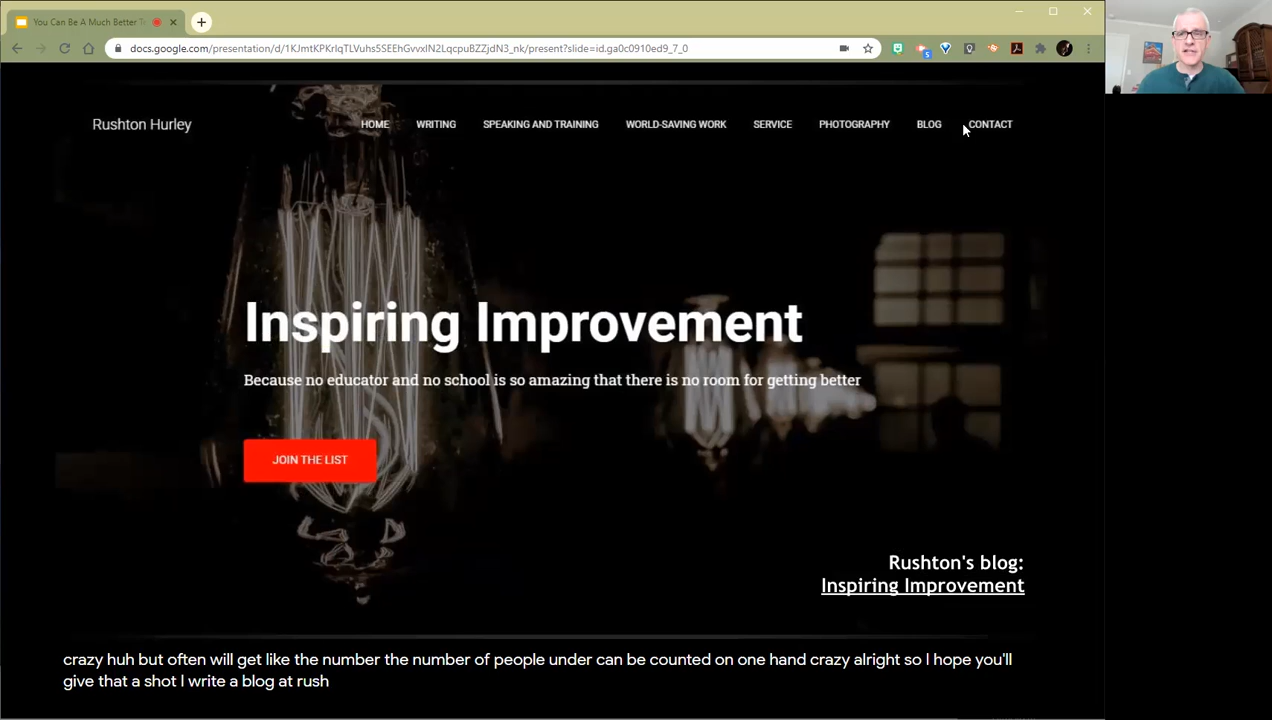 You Can Be A Much Better T
docs.google.com/presentation/d/1KJmtKPKrlqTLVuhs5SEEhGvvxlN2LqcpuBZZjdN3_nk/present?slide=id.ga0c0910ed9_7_0
Rushton Hurley
HOME WRITING SPEAKING AND TRAINING WORLD-SAVING WORK SERVICE PHOTOGRAPHY BLOG CONTACT
Inspiring Improvement
Because no educator and no school is so amazing that there is no room for getting better
JOIN THE LIST
Rushton's blog:
Inspiring Improvement
crazy huh but often will get like the number the number of people under can be counted on one hand crazy alright so I hope you'll
give that a shot I write a blog at rush